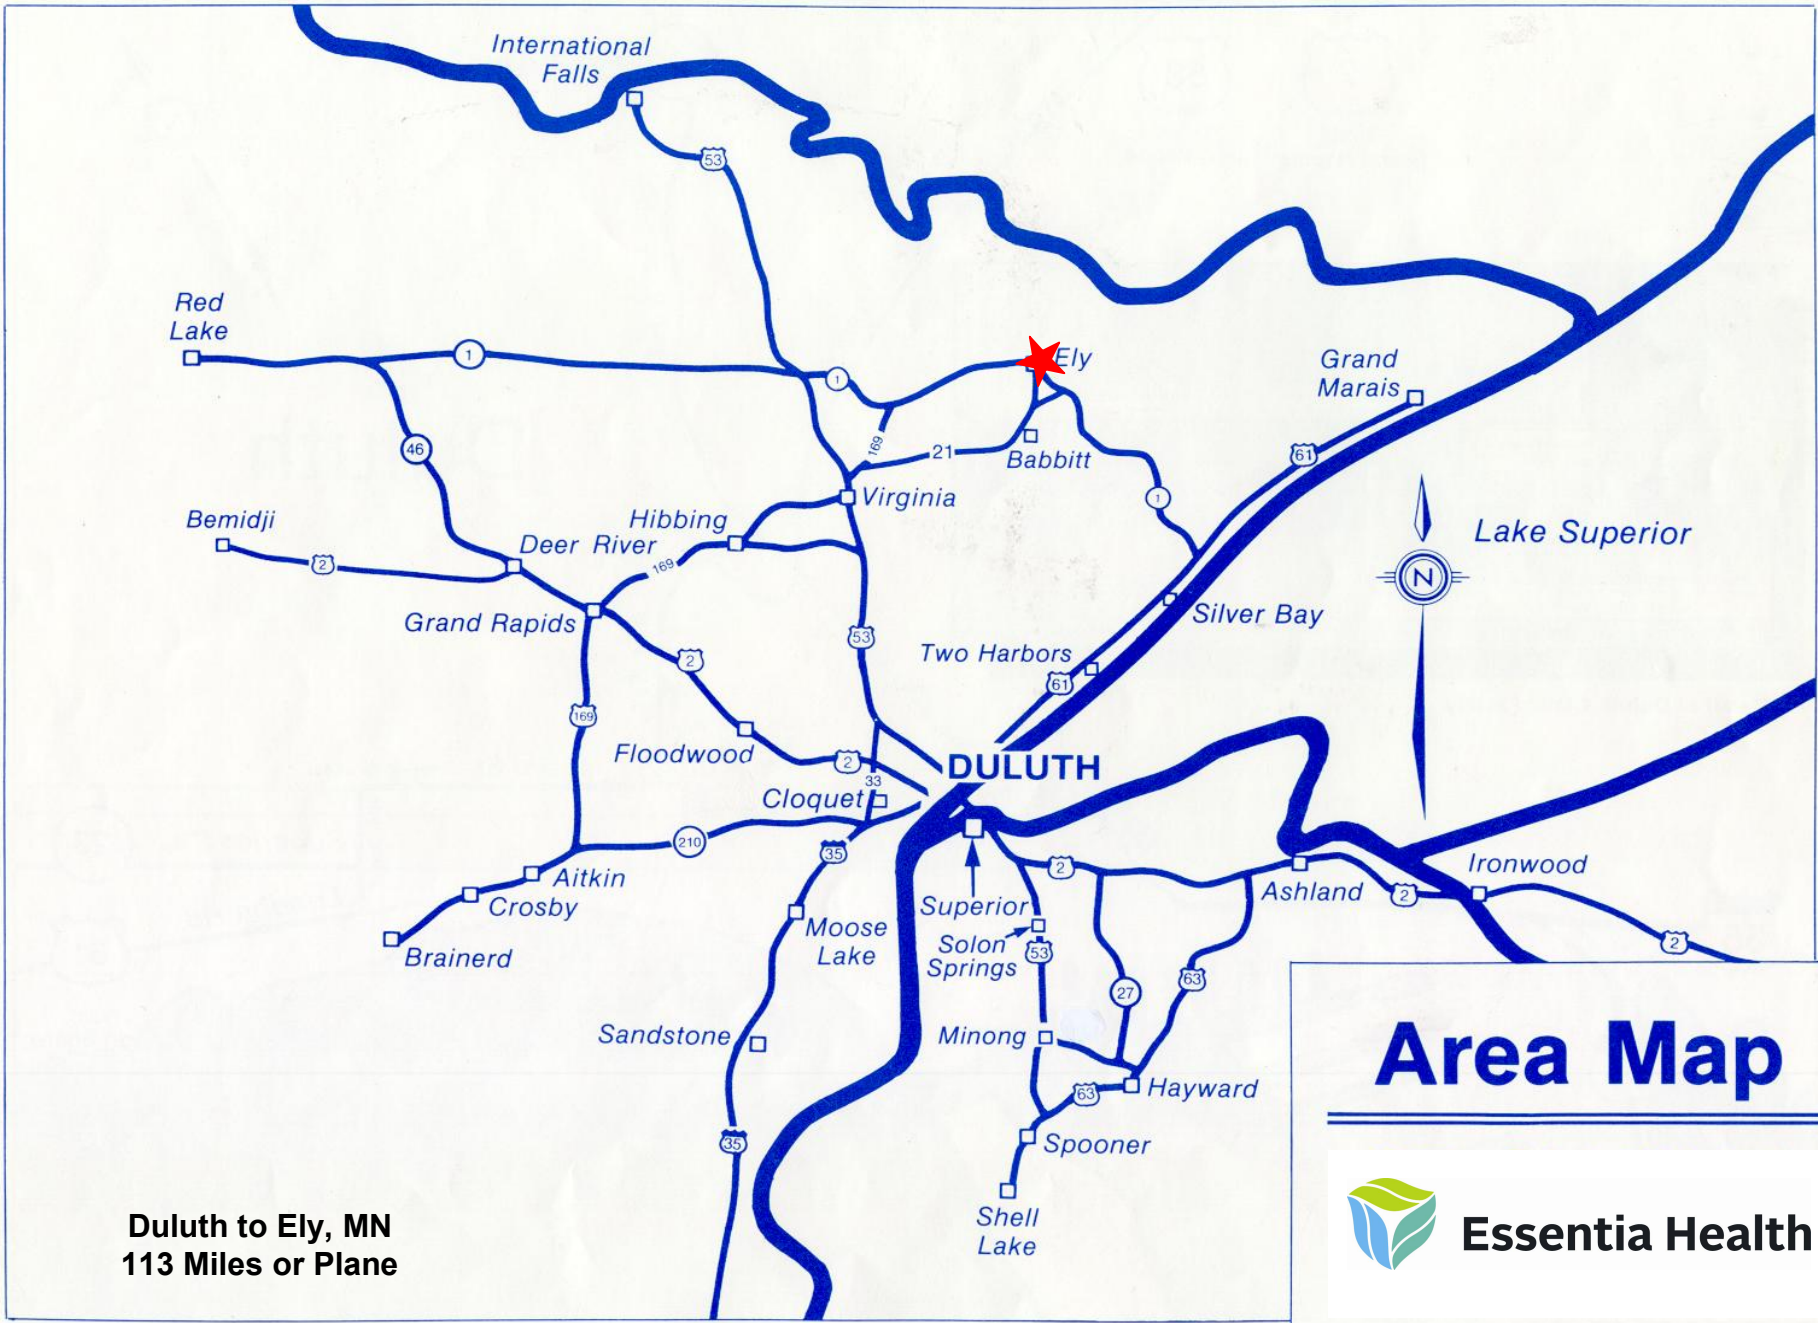 International
Falls
53
Red
Lake
1
1
Ely
Grand
Marais
46
169
21
Babbitt
61
Virginia
1
Bemidji
Hibbing
Lake Superior
2
Deer River
169
N
Grand Rapids
Silver Bay
53
Two Harbors
2
61
169
Floodwood
2
DULUTH
33
Cloquet
210
35
2
Ironwood
Aitkin
Ashland
2
Crosby
Superior
Moose
Lake
Solon
Springs
53
2
Brainerd
63
27
Sandstone
Minong
Area Map
Hayward
63
35
Spooner
Shell
Lake
Duluth to Ely, MN
113 Miles or Plane
Essentia Health